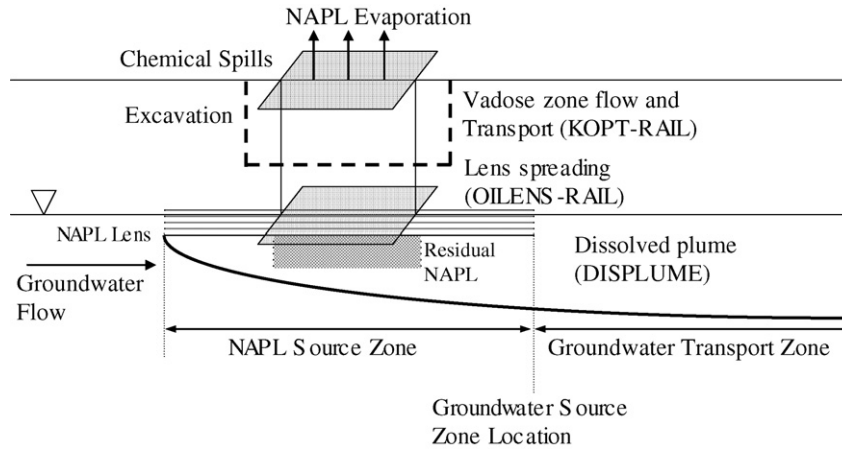 NAPL Evaporation
Chemical Spills
Excavation
Vadose zone flow and
Transport (KOPT-RAIL)
Lens spreading
(OILENS-RAIL)
NAPL Lens
Residual
NAPL
Dissolved plume
(DISPLUME)
Groundwater
Flow
NAPL Source Zone
Groundwater Transport Zone
Groundwater Source
Zone Location